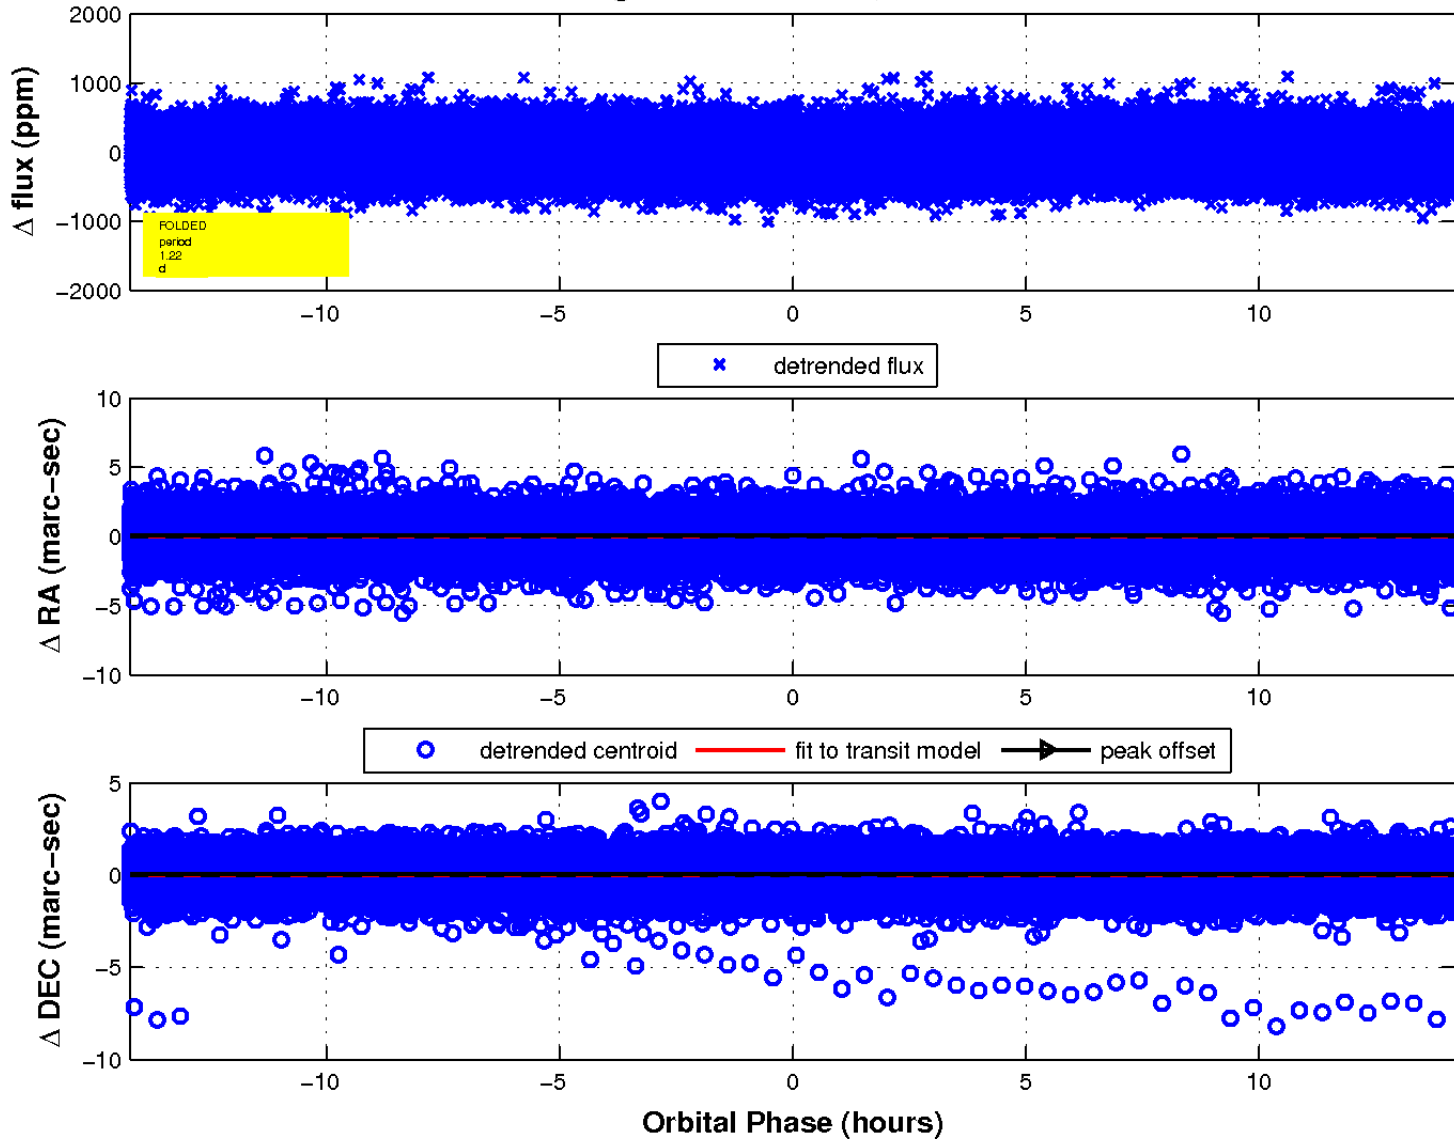 2000
1000
0
−1000
−2000
Δ flux (ppm)
FOLDED
period
1.22
d
−10
−5
0
5
10
detrended flux
10
5
0
−5
−10
Δ RA (marc−sec)
−10
−5
0
5
10
detrended centroid
fit to transit model
peak offset
5
0
−5
−10
Δ DEC (marc−sec)
−10
−5
0
5
10
Orbital Phase (hours)